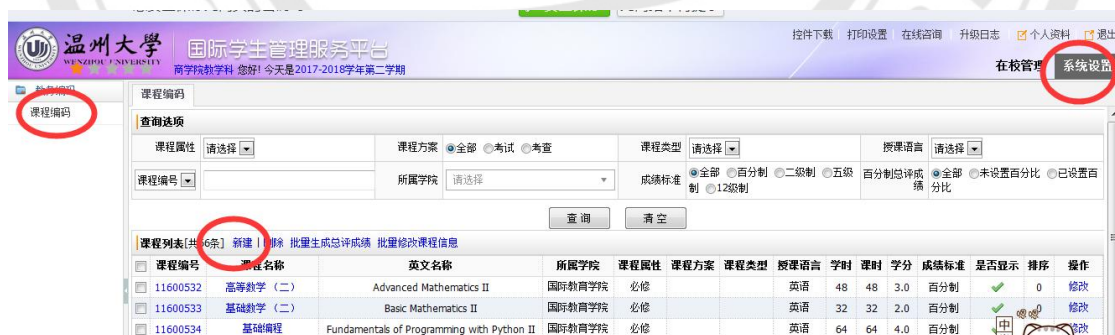 控件下载 打印设置 在线咨询 升级日志 个人资料 退出
温州大学 国际学生管理服务平台
WENZHOU UNIVERSITY
商学院教学科 您好! 今天是2017-2018学年第二学期
在校管理 系统设置
教务编码 课程编码
课程编码
查询选项
课程属性 请选择 课程方案 全部 考试 考查 课程类型 请选择 授课语言 请选择
课程编号 所属学院 请选择 成绩标准 全部 百分制 二级制 五级制 12级制 百分制总评成绩 全部 未设置百分比 已设置百分比
查询 清空
课程列表[共56条] 新建 | 删除 批里生成总评成绩 批里修改课程信息
课程编号 课程名称 英文名称 所属学院 课程属性 课程方案 课程类型 授课语言 学时 课时 学分 成绩标准 是否显示 排序 操作
11600532 高等数学 (二) Advanced Mathematics II 国际教育学院 必修 英语 48 48 3.0 百分制 0 修改
11600533 基础数学 (二) Basic Mathematics II 国际教育学院 必修 英语 32 32 2.0 百分制 0 修改
11600534 基础编程 Fundamentals of Programming with Python II 国际教育学院 必修 英语 64 64 4.0 百分制 中